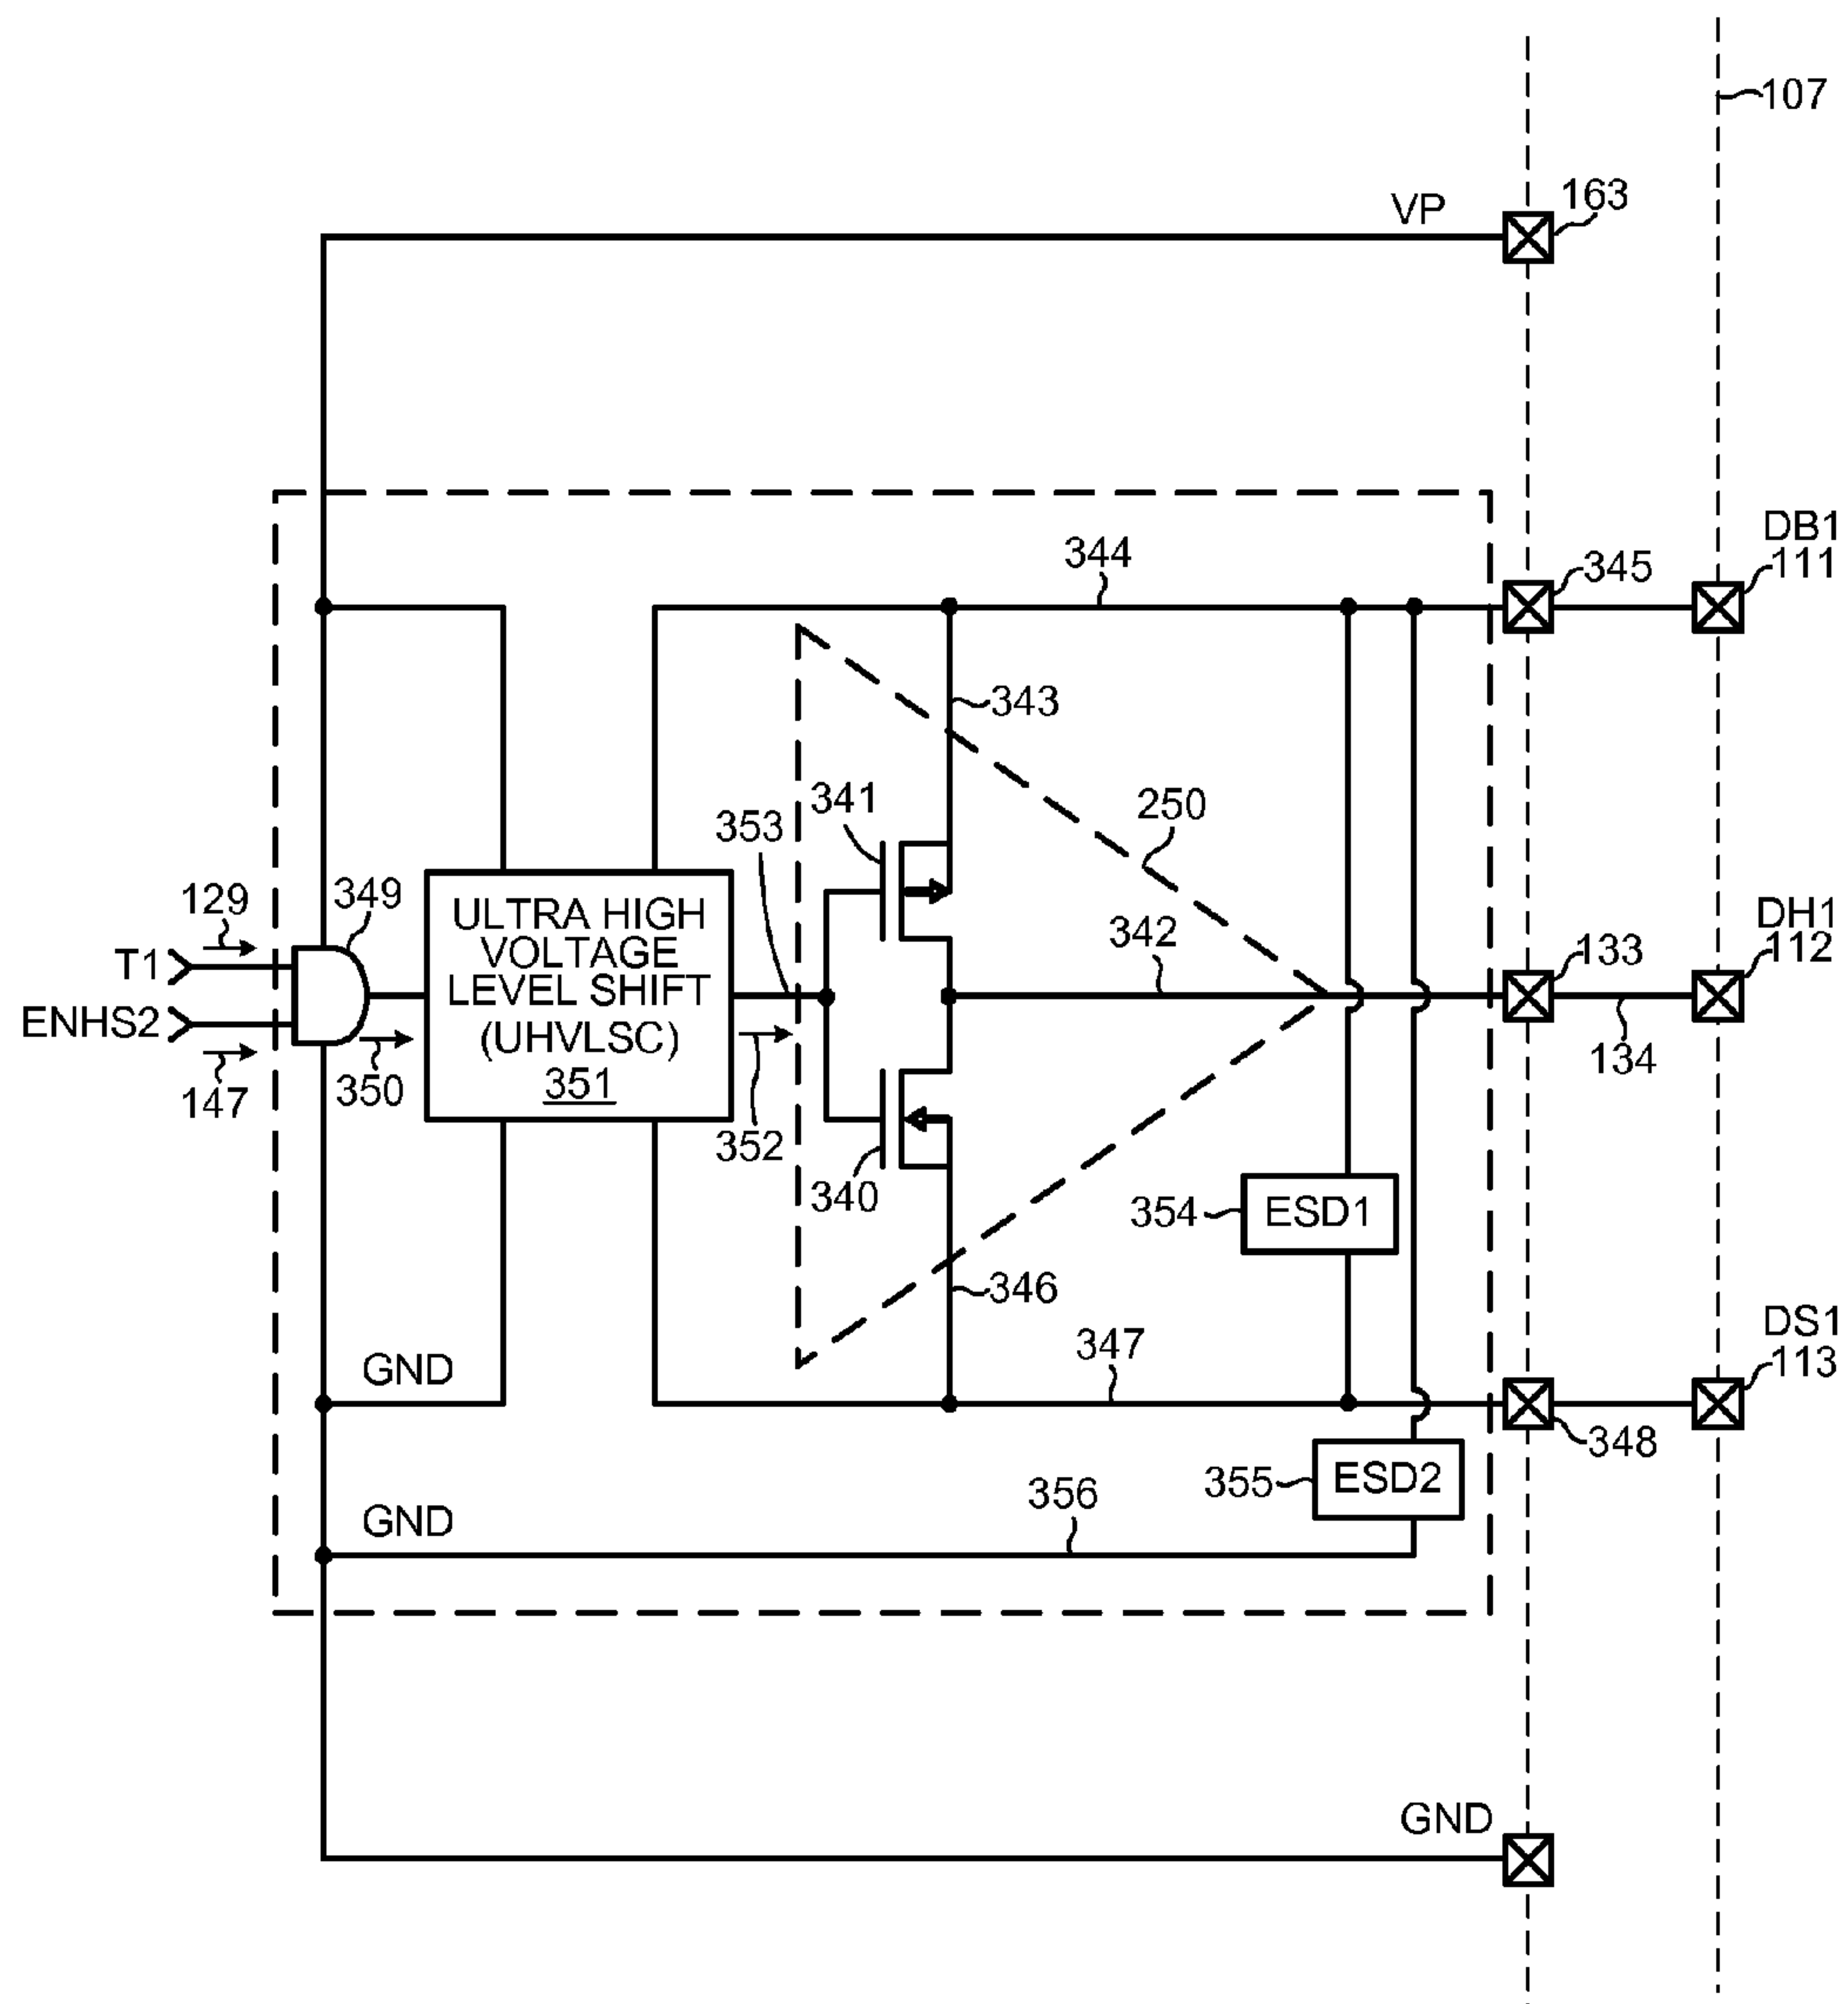 107
VP
163
DB1
111
344
345
343
341
250
353
349
129
T1
ENHS2
147
350
ULTRA HIGH
VOLTAGE
LEVEL SHIFT
(UHVLSC)
351
352
342
133
DH1
112
134
340
354
ESD1
346
347
DS1
113
348
GND
355
ESD2
356
GND
GND